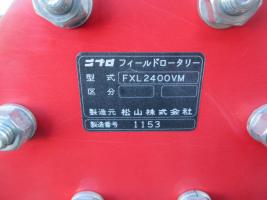 ニプロ フィールドロータリー
型式 FXL2400VM
区分
製造元 松山株式会社
製造番号 1153